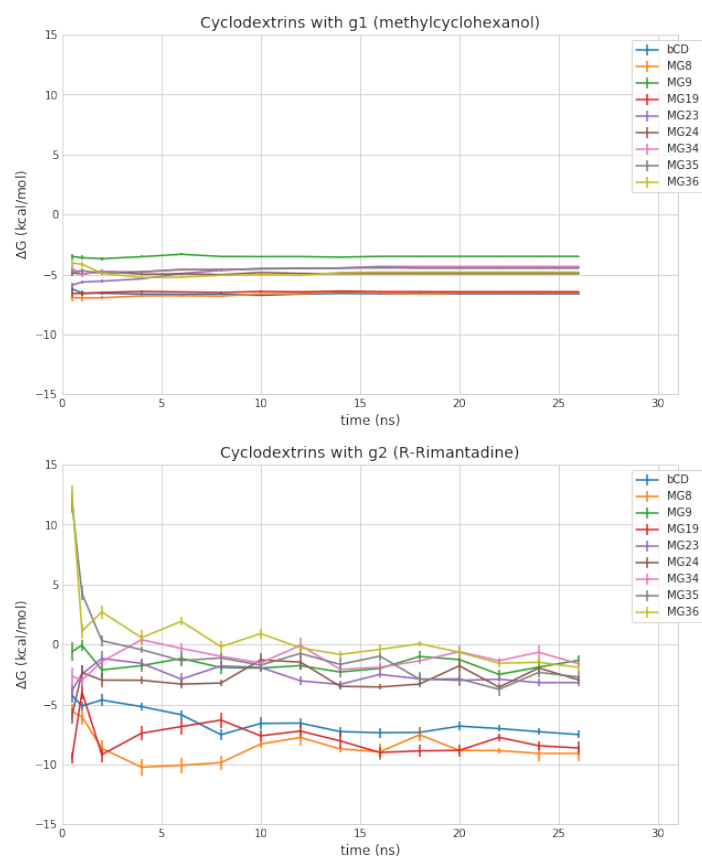 Cyclodextrins with g1 (methylcyclohexanol)
15
10
5
0
−5
−10
−15
ΔG (kcal/mol)
bCD
MG8
MG9
MG19
MG23
MG24
MG34
MG35
MG36
0 5 10 15 20 25 30
time (ns)
Cyclodextrins with g2 (R-Rimantadine)
15
10
5
0
−5
−10
−15
ΔG (kcal/mol)
bCD
MG8
MG9
MG19
MG23
MG24
MG34
MG35
MG36
0 5 10 15 20 25 30
time (ns)